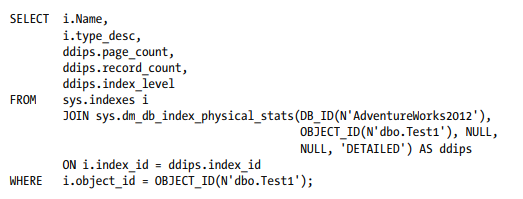 SELECT  i.Name,
        i.type_desc,
        ddips.page_count,
        ddips.record_count,
        ddips.index_level
FROM    sys.indexes i
        JOIN sys.dm_db_index_physical_stats(DB_ID(N'AdventureWorks2012'),
                                            OBJECT_ID(N'dbo.Test1'), NULL,
                                            NULL, 'DETAILED') AS ddips
        ON i.index_id = ddips.index_id
WHERE   i.object_id = OBJECT_ID(N'dbo.Test1');